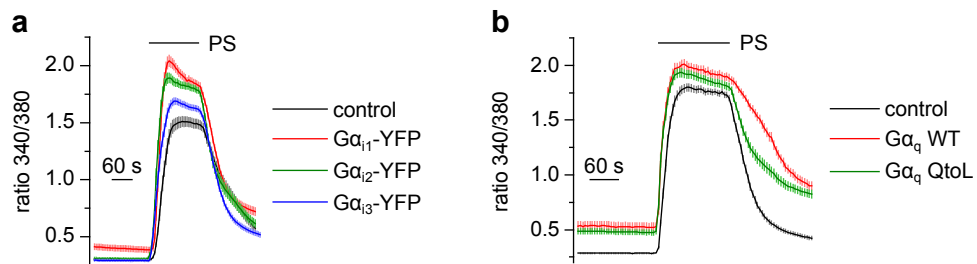 a
PS
ratio 340/380
2.0
1.5
1.0
0.5
60 s
control
Gαi1-YFP
Gαi2-YFP
Gαi3-YFP
b
PS
ratio 340/380
2.0
1.5
1.0
0.5
60 s
control
Gαq WT
Gαq QtoL